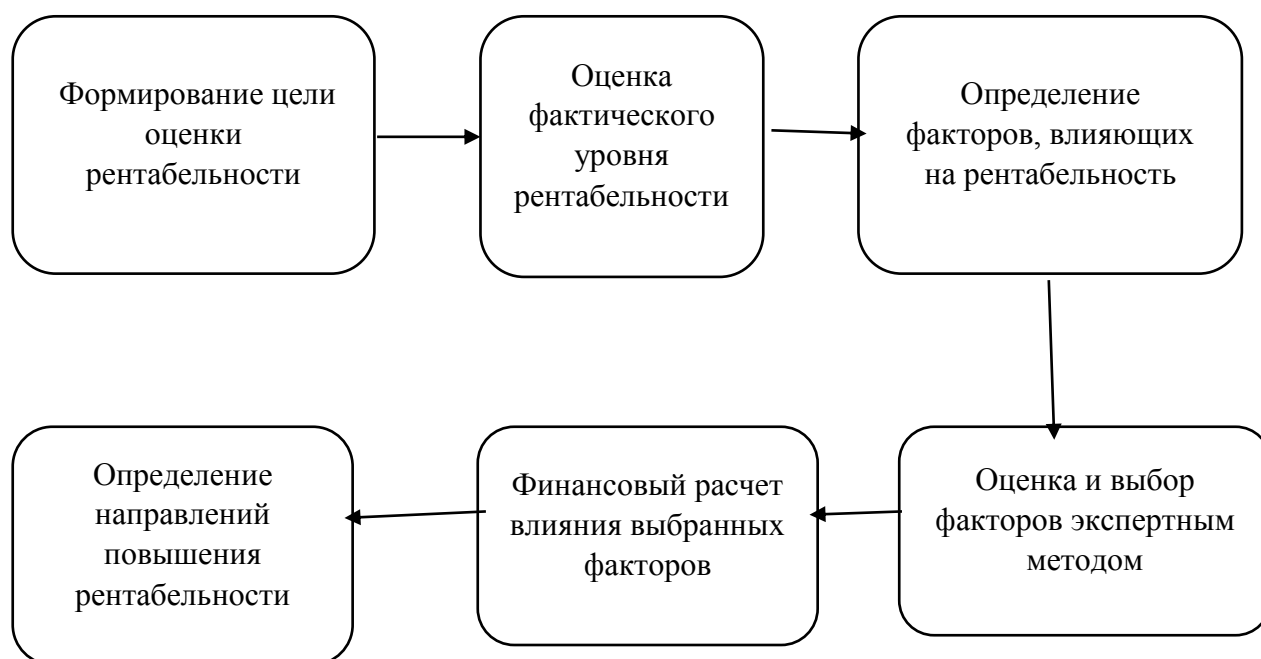 Формирование цели
оценки
рентабельности
Оценка
фактического
уровня
рентабельности
Определение
факторов, влияющих
на рентабельность
Оценка и выбор
факторов экспертным
методом
Финансовый расчет
влияния выбранных
факторов
Определение
направлений
повышения
рентабельности